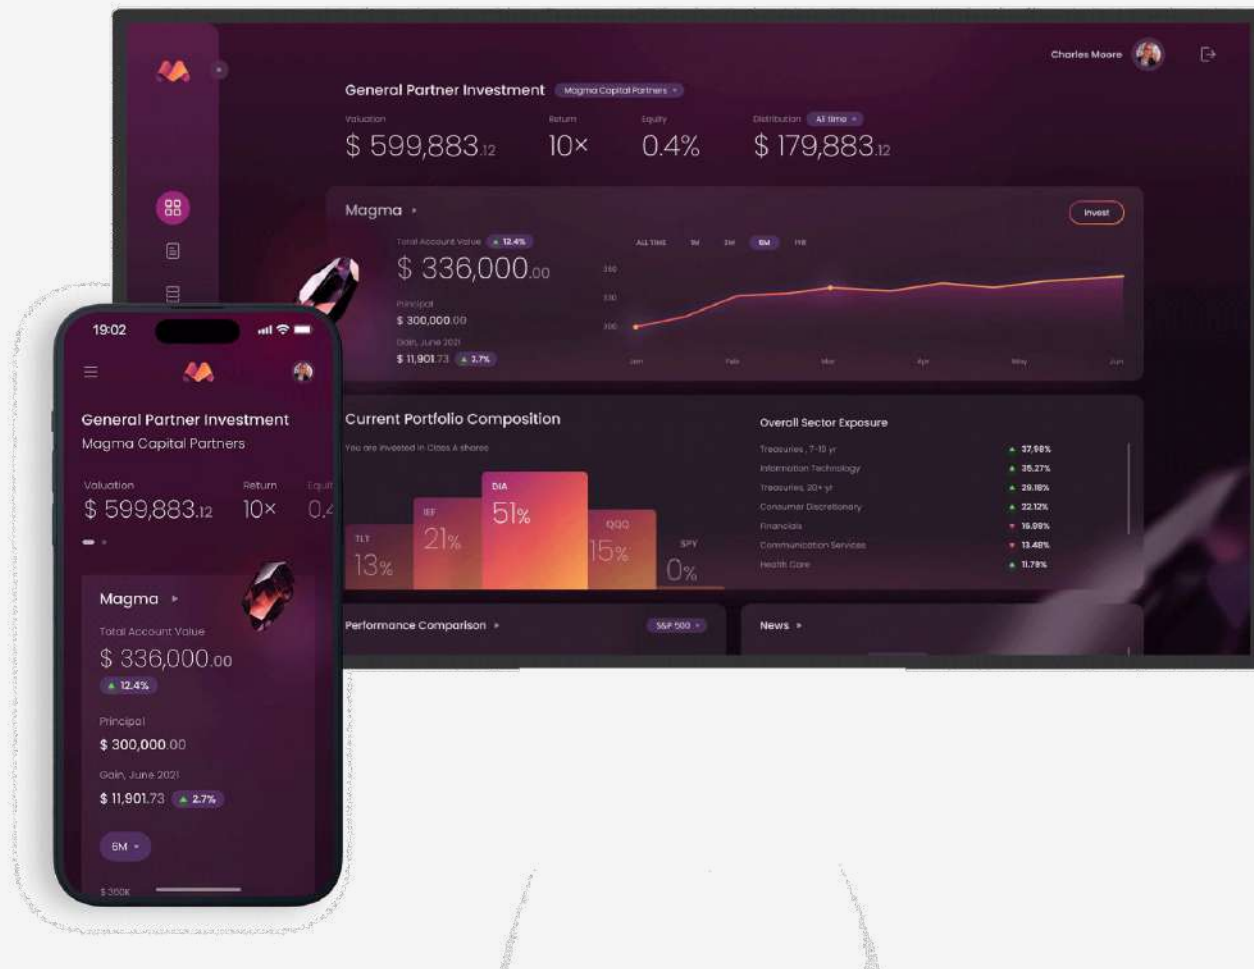 Charles Moore
General Partner Investment Magma Capital Partners
Valuation Return Equity Distribution All time
$ 599,883.12 10× 0.4% $ 179,883.12
Magma
Invest
Total Account Value 12.4%
$ 336,000.00
Principal
$ 300,000.00
Gain, June 2021
$ 11,901.73 2.7%
ALL TIME 6M
330
300
Jan Feb Mar Apr May Jun
Current Portfolio Composition
You are invested in Class A shares
TLT
13%
IEF
21%
DIA
51%
QQQ
15%
SPY
0%
Overall Sector Exposure
Treasuries, 7-10 yr 37,98%
Information Technology 35.27%
Treasuries, 20+ yr 29.18%
Consumer Discretionary 22.12%
Financials
Communication Services 13.48%
Health Care 11.79%
Performance Comparison S&P 500
News
19:02
General Partner Investment
Magma Capital Partners
Valuation Return Equit
$ 599,883.12 10× 0.4
Magma
Total Account Value
$ 336,000.00
12.4%
Principal
$ 300,000.00
Gain, June 2021
$ 11,901.73 2.7%
6M
$ 360K